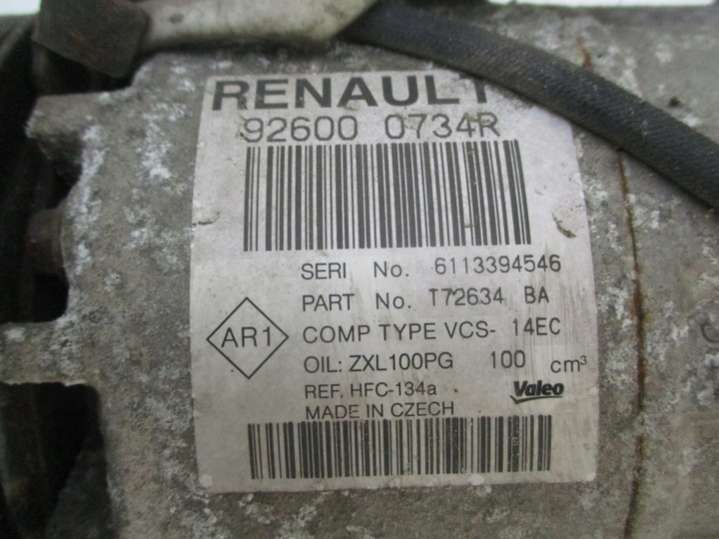 RENAULT
92600 0734R
SERI No. 6113394546
PART No. T72634 BA
AR1
COMP TYPE VCS- 14EC
OIL: ZXL100PG 100 cm³
REF. HFC-134a
Valeo
MADE IN CZECH